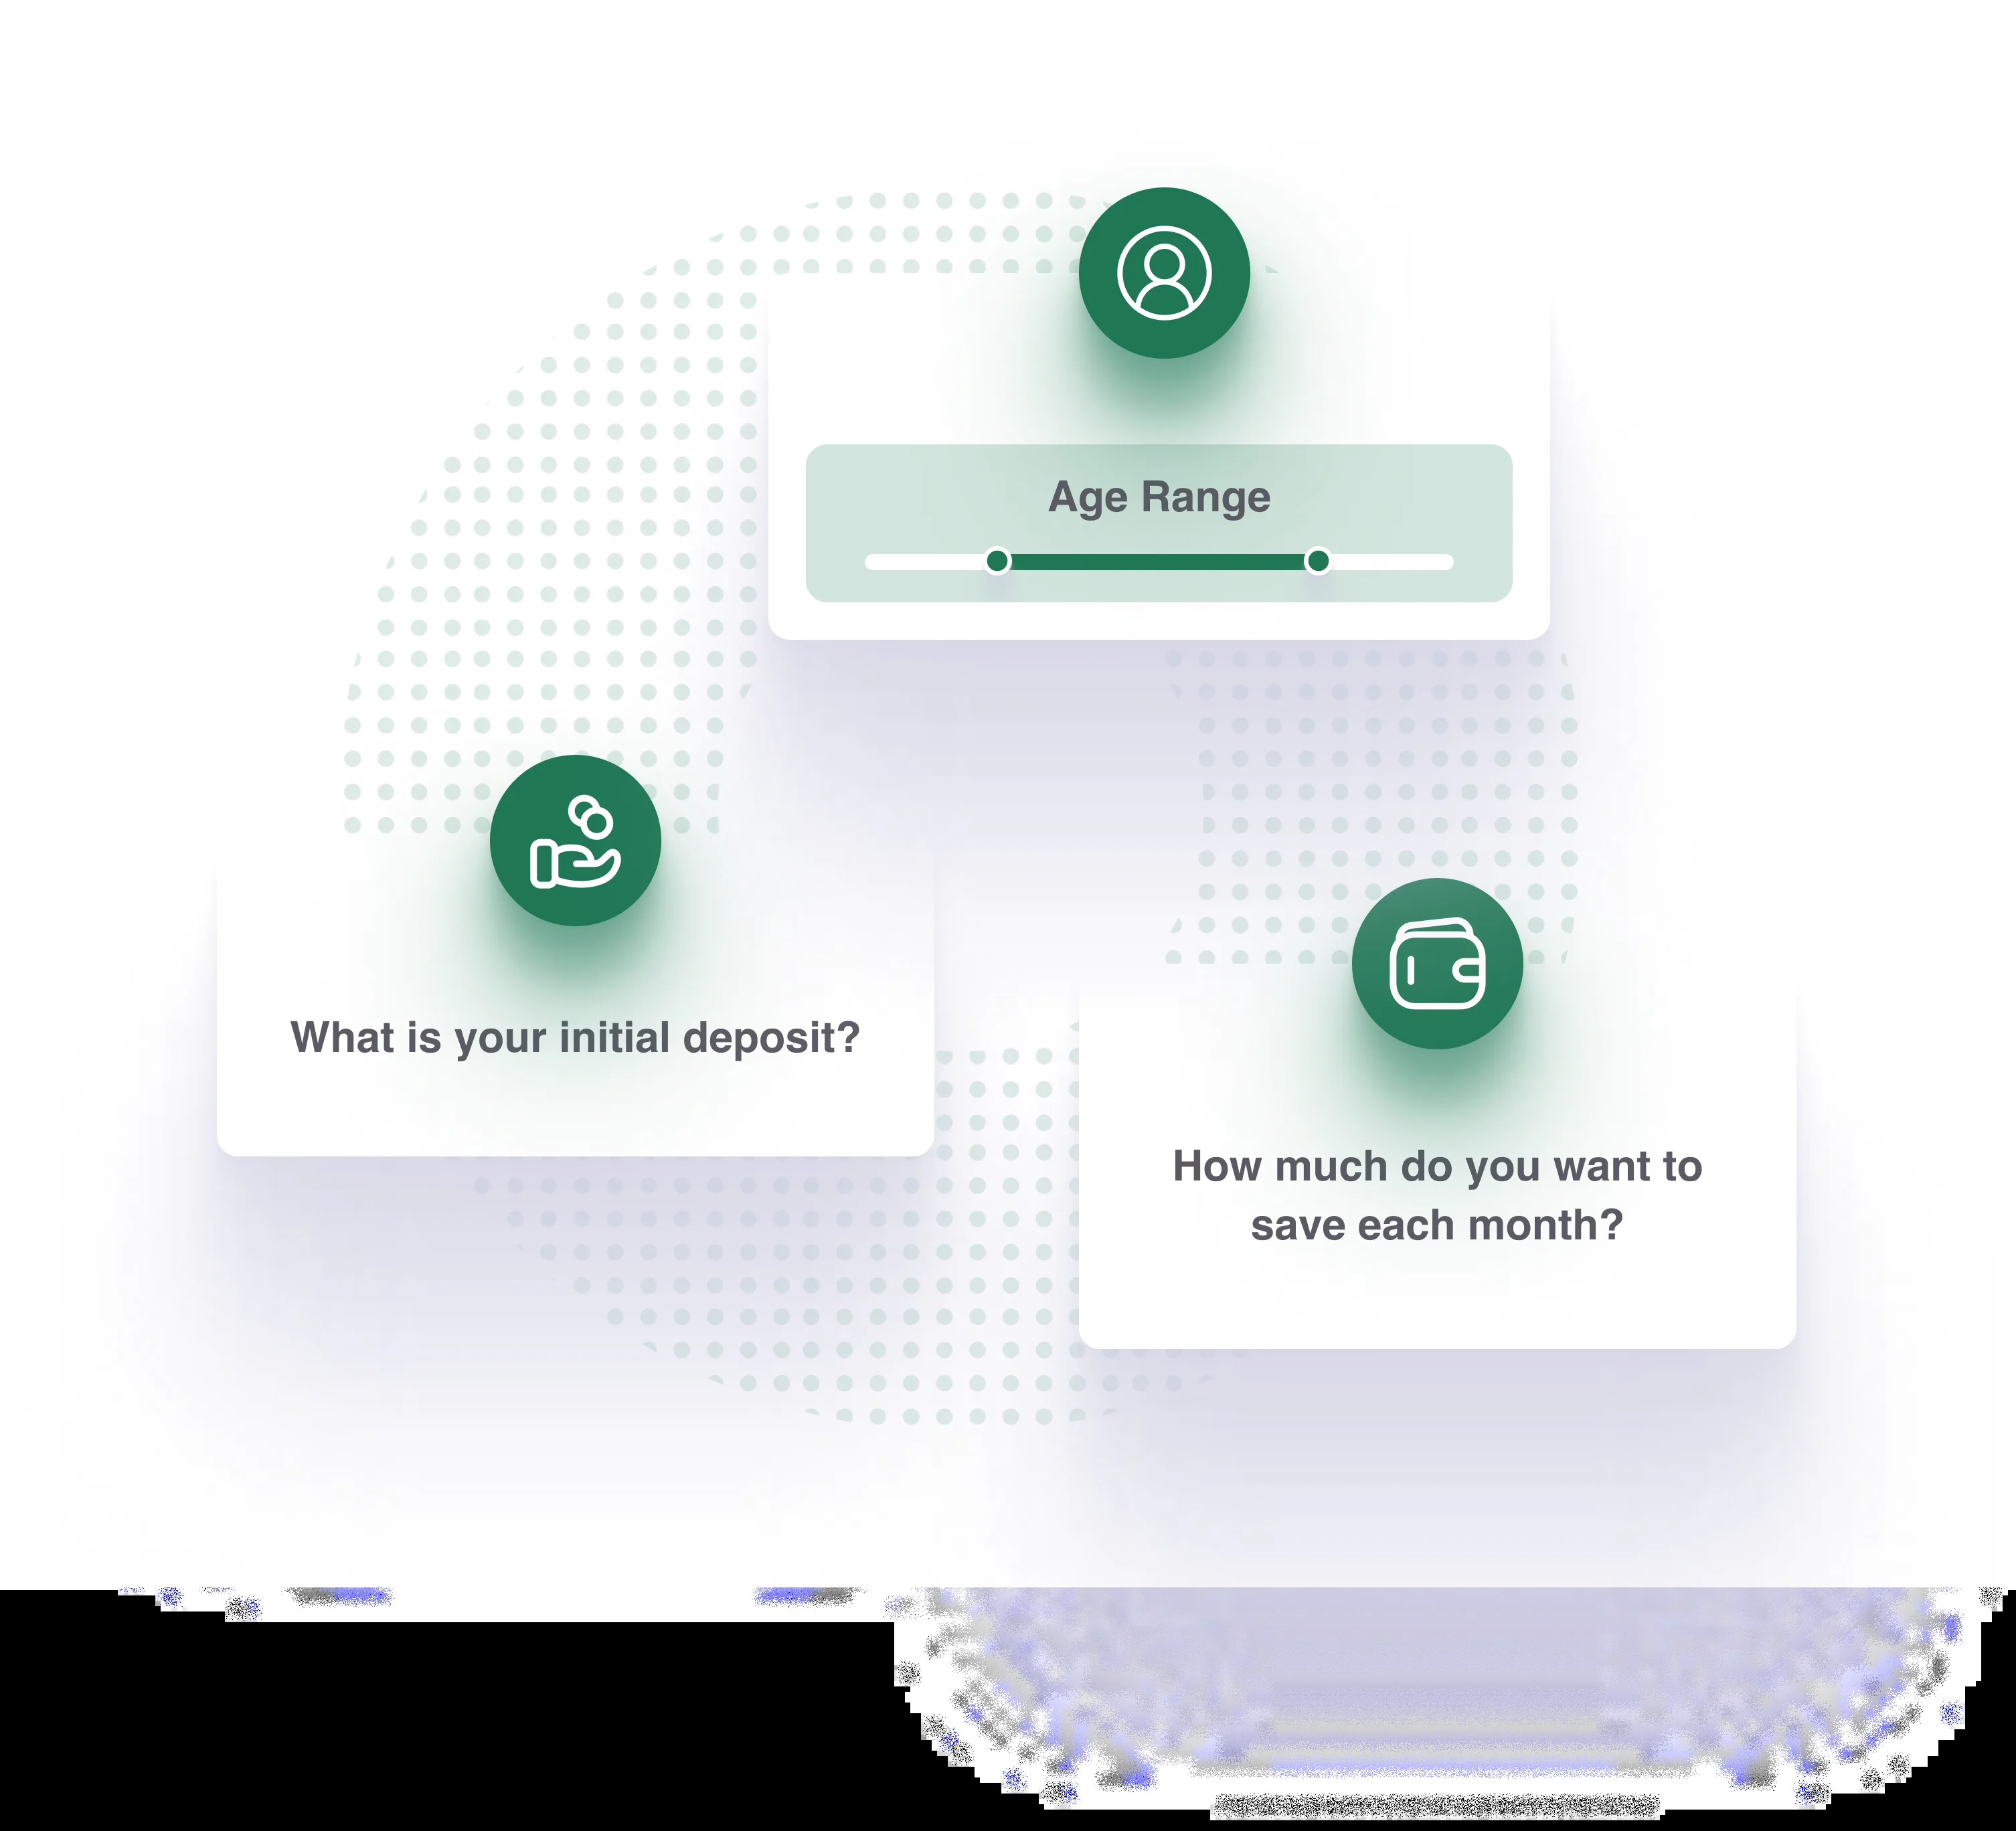 Age Range
What is your initial deposit?
How much do you want to
save each month?